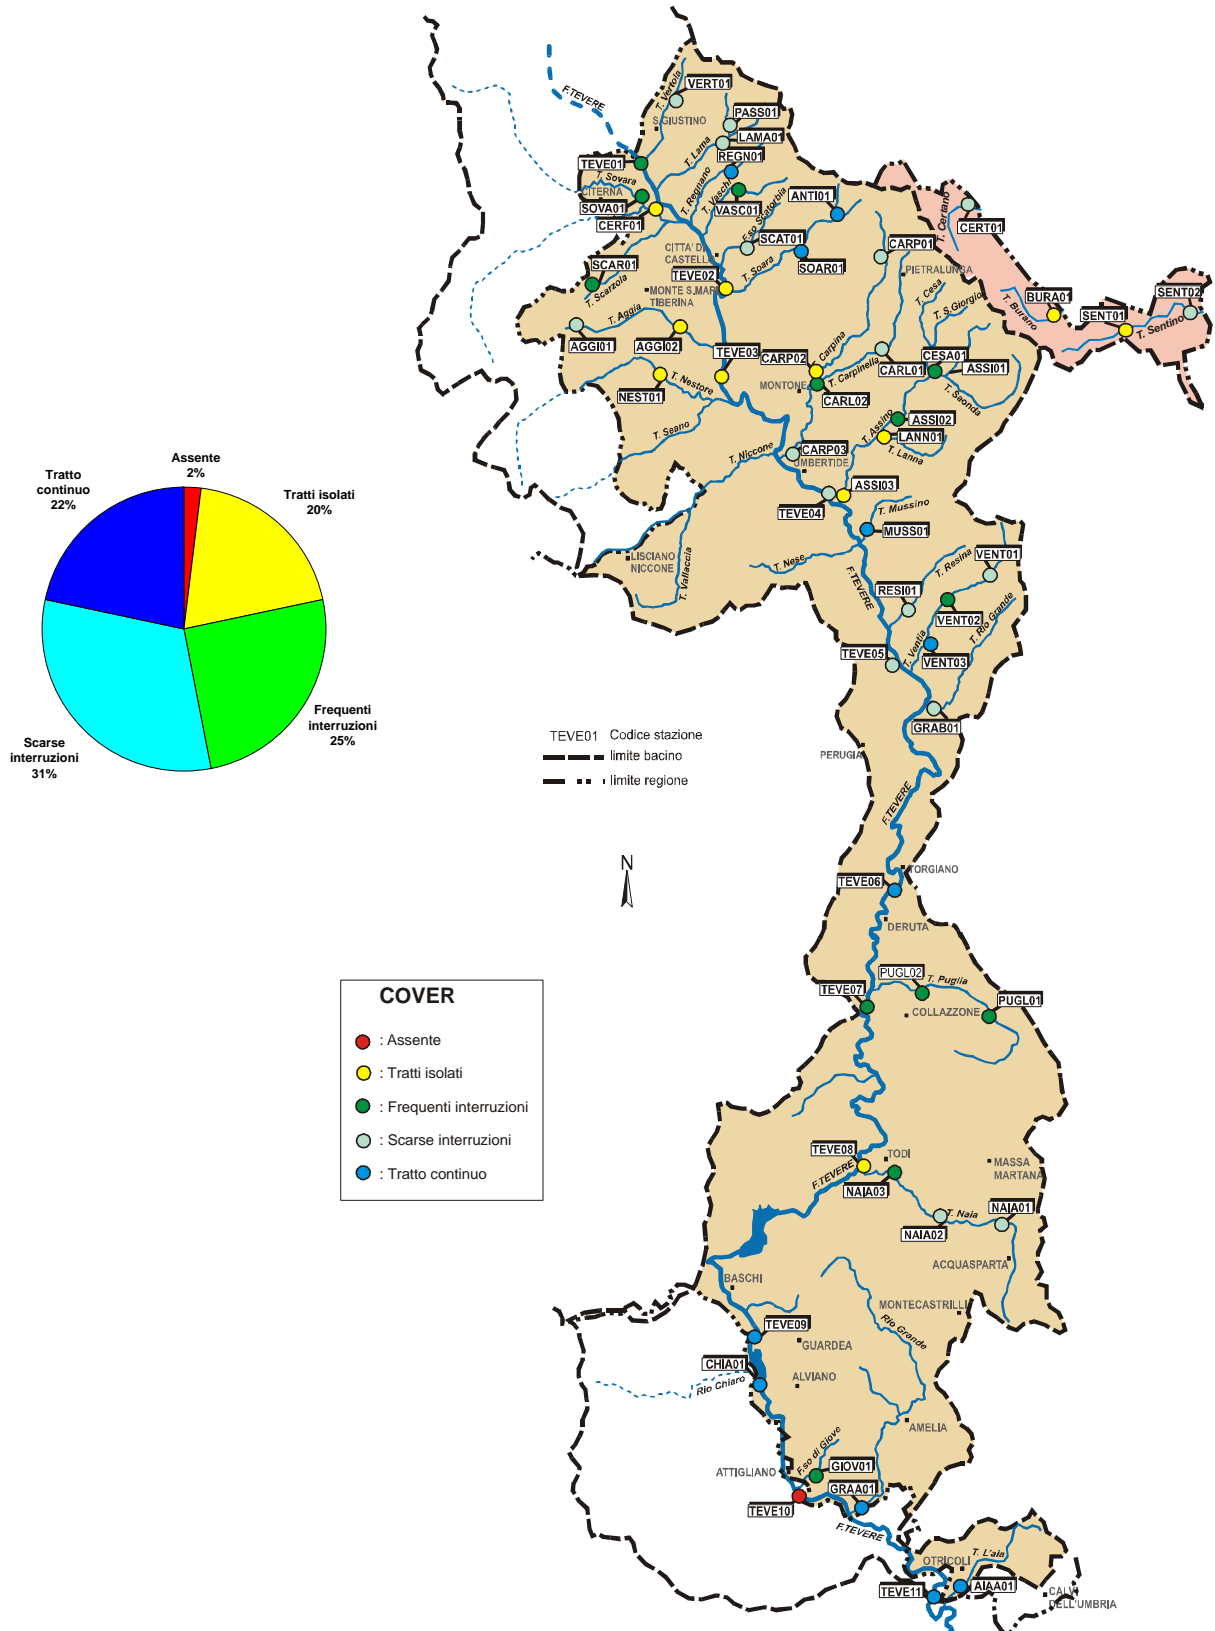 F.TEVERE
T. Vertola
VERT01
S.GIUSTINO
PASS01
LAMA01
T. Lama
REGN01
TEVE01
T. Sovara
CITERNA
T. Regnano
T. Vaschi
SOVA01
VASC01
F.so Scatorbia
ANTI01
T. Certano
CERT01
CERF01
SCAT01
CARP01
CITTA' DI
CASTELLO
SOAR01
SCAR01
TEVE02
T. Soara
PIETRALUNGA
T. Scarzola
MONTE S.MARIA
TIBERINA
T. Cesa
T. S.Giorgio
BURA01
T. Burano
SENT02
SENT01
T. Sentino
T. Aggia
AGGI01
AGGI02
TEVE03
CARP02
T. Carpina
CESA01
ASSI01
CARL01
T. Carpinella
MONTONE
CARL02
T. Nestore
NEST01
T. Saonda
ASSI02
T. Assino
LANN01
T. Lanna
T. Seano
T. Niccone
CARP03
UMBERTIDE
ASSI03
TEVE04
T. Mussino
MUSS01
LISCIANO
NICCONE
T. Vallaccia
T. Nese
F.TEVERE
VENT01
T. Resina
RESI01
VENT02
T. Rio Grande
T. Ventia
VENT03
TEVE05
GRAB01
PERUGIA
F.TEVERE
Assente
2%
Tratto
continuo
22%
Tratti isolati
20%
Frequenti
interruzioni
25%
Scarse
interruzioni
31%
TEVE01 Codice stazione
limite bacino
limite regione
N
TORGIANO
TEVE06
DERUTA
PUGL02
T. Puglia
TEVE07
PUGL01
COLLAZZONE
COVER
: Assente
: Tratti isolati
: Frequenti interruzioni
: Scarse interruzioni
: Tratto continuo
TEVE08
TODI
MASSA
MARTANA
F.TEVERE
NAIA03
NAIA01
T. Naia
NAIA02
ACQUASPARTA
BASCHI
MONTECASTRILLI
Rio Grande
TEVE09
GUARDEA
CHIA01
Rio Chiaro
ALVIANO
AMELIA
F.so di Giove
ATTIGLIANO
GIOV01
GRAA01
TEVE10
F.TEVERE
OTRICOLI
T. L'aia
TEVE11
AIAA01
CALVI
DELL'UMBRIA